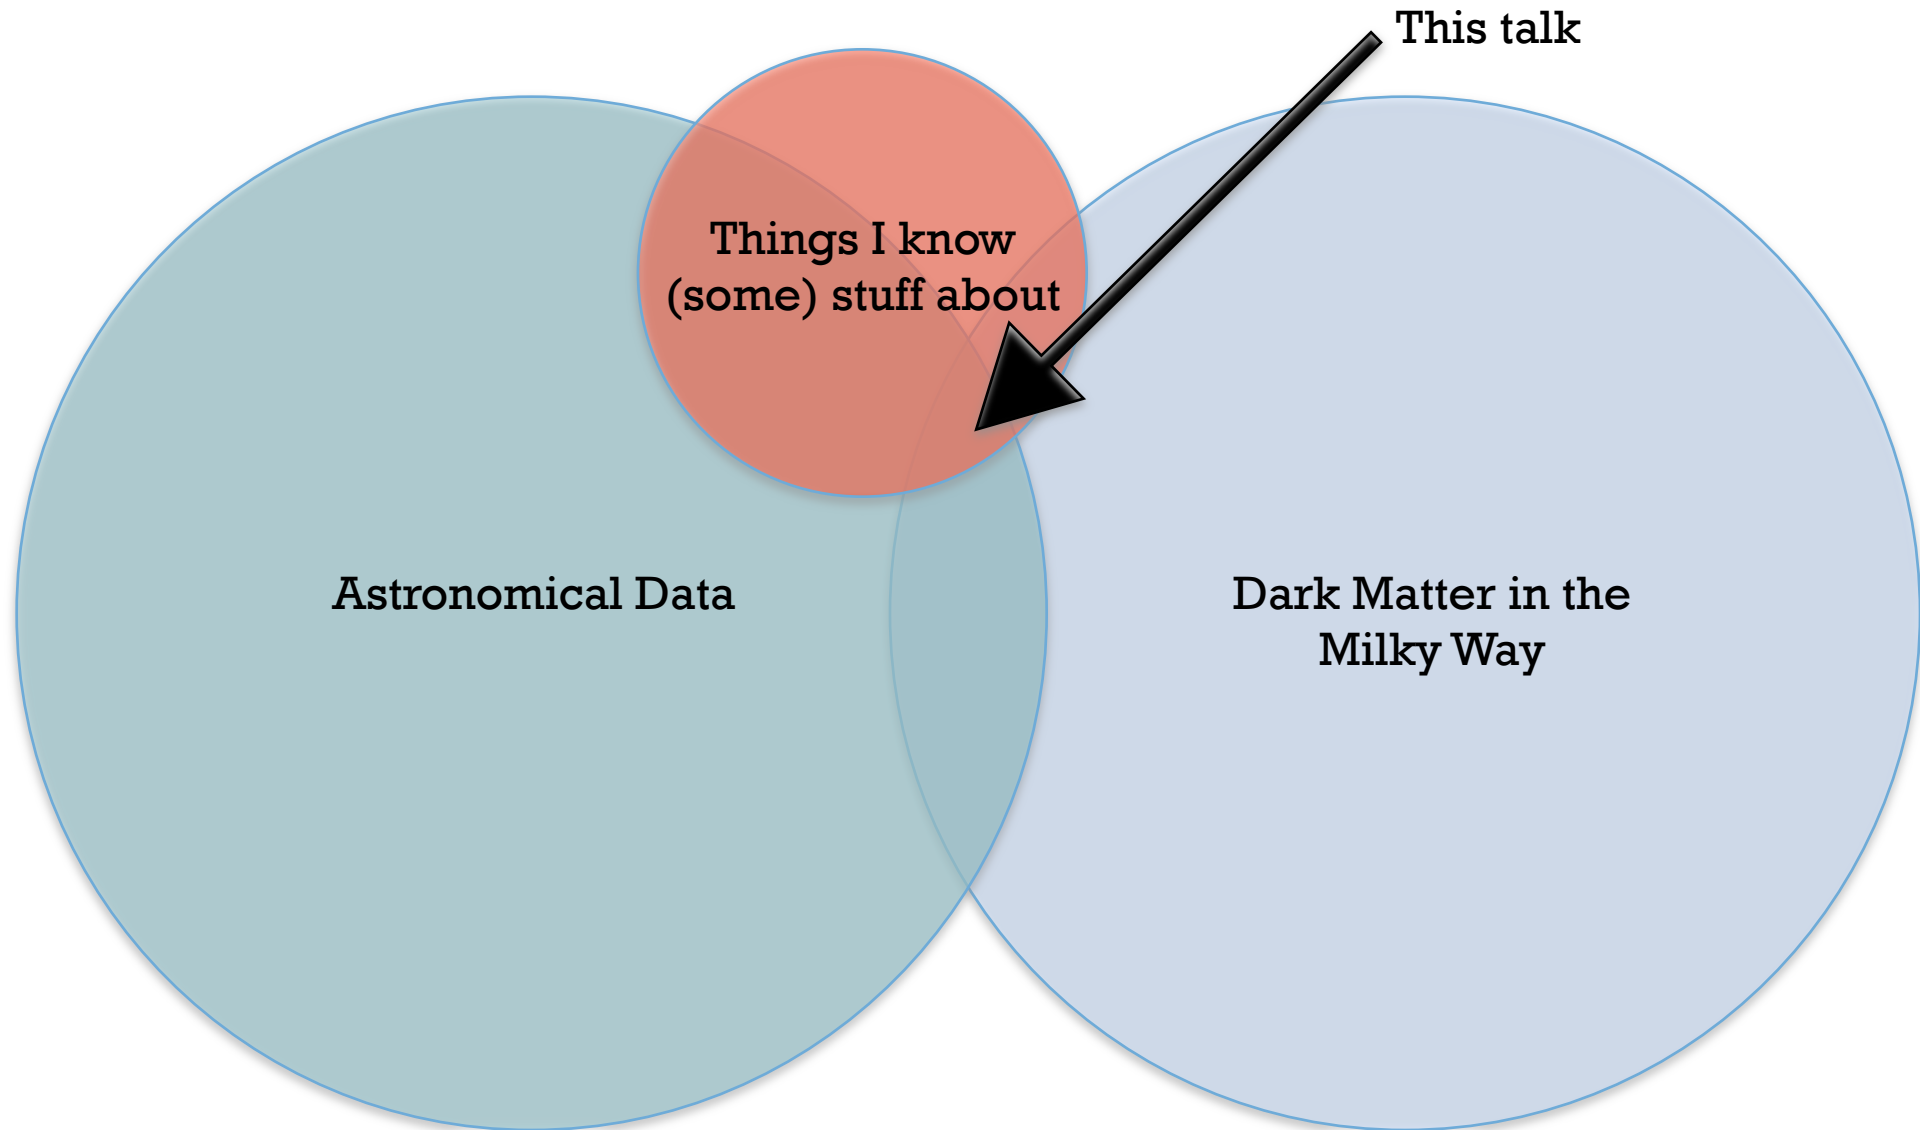 This talk
Things I know
(some) stuff about
Astronomical Data
Dark Matter in the
Milky Way